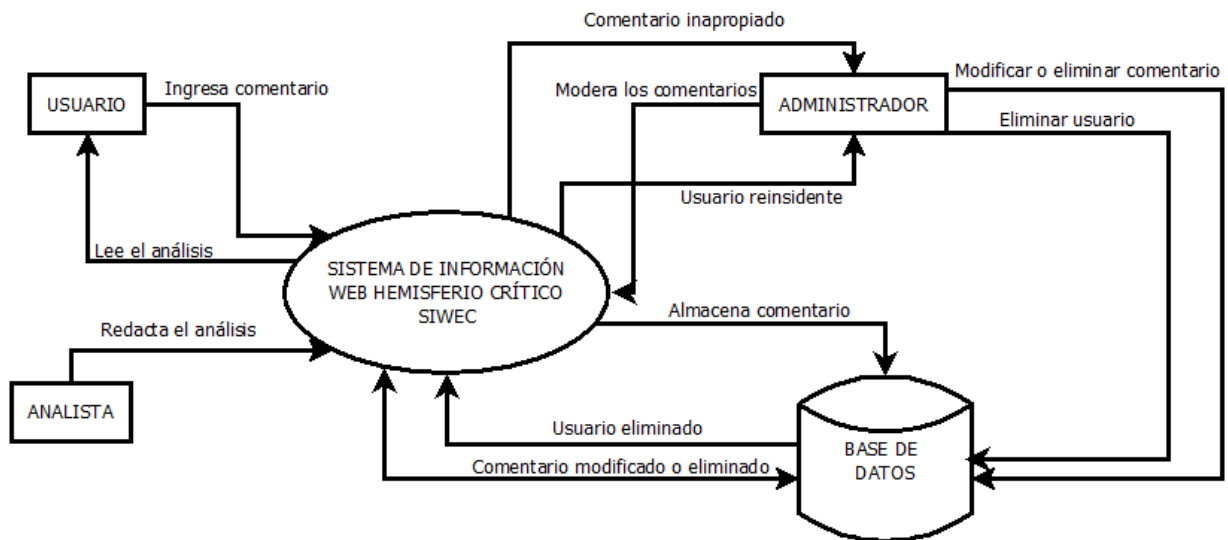 Comentario inapropiado
USUARIO
Ingresa comentario
Modera los comentarios
ADMINISTRADOR
Modificar o eliminar comentario
Eliminar usuario
Usuario reinsidente
Lee el análisis
SISTEMA DE INFORMACIÓN
WEB HEMISFERIO CRÍTICO
SIWEC
Redacta el análisis
Almacena comentario
ANALISTA
Usuario eliminado
Comentario modificado o eliminado
BASE DE
DATOS